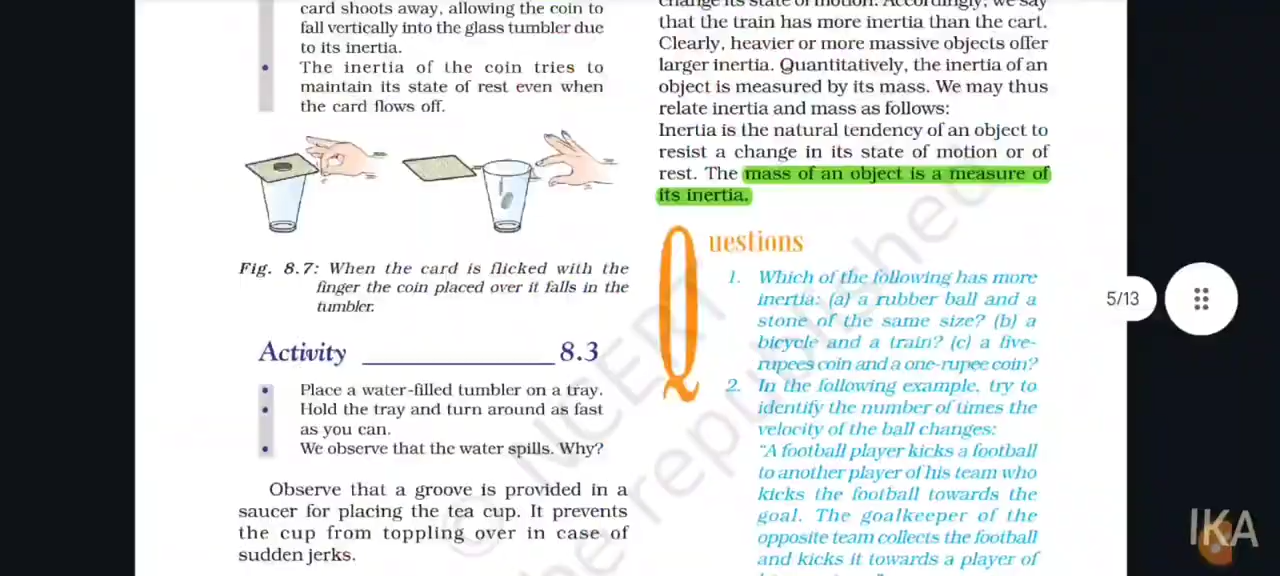 card shoots away, allowing the coin to
fall vertically into the glass tumbler due
to its inertia.
• The inertia of the coin tries to
maintain its state of rest even when
the card flows off.
Fig. 8.7: When the card is flicked with the
finger the coin placed over it falls in the
tumbler.
Activity ______________ 8.3
• Place a water-filled tumbler on a tray.
• Hold the tray and turn around as fast
as you can.
• We observe that the water spills. Why?
Observe that a groove is provided in a
saucer for placing the tea cup. It prevents
the cup from toppling over in case of
sudden jerks.
change its state of motion. Accordingly, we say
that the train has more inertia than the cart.
Clearly, heavier or more massive objects offer
larger inertia. Quantitatively, the inertia of an
object is measured by its mass. We may thus
relate inertia and mass as follows:
Inertia is the natural tendency of an object to
resist a change in its state of motion or of
rest. The mass of an object is a measure of
its inertia.
Questions
1. Which of the following has more
inertia: (a) a rubber ball and a
stone of the same size? (b) a
bicycle and a train? (c) a five-
rupees coin and a one-rupee coin?
2. In the following example, try to
identify the number of times the
velocity of the ball changes:
“A football player kicks a football
to another player of his team who
kicks the football towards the
goal. The goalkeeper of the
opposite team collects the football
and kicks it towards a player of
5/13
© NCERT
be republished
IKA